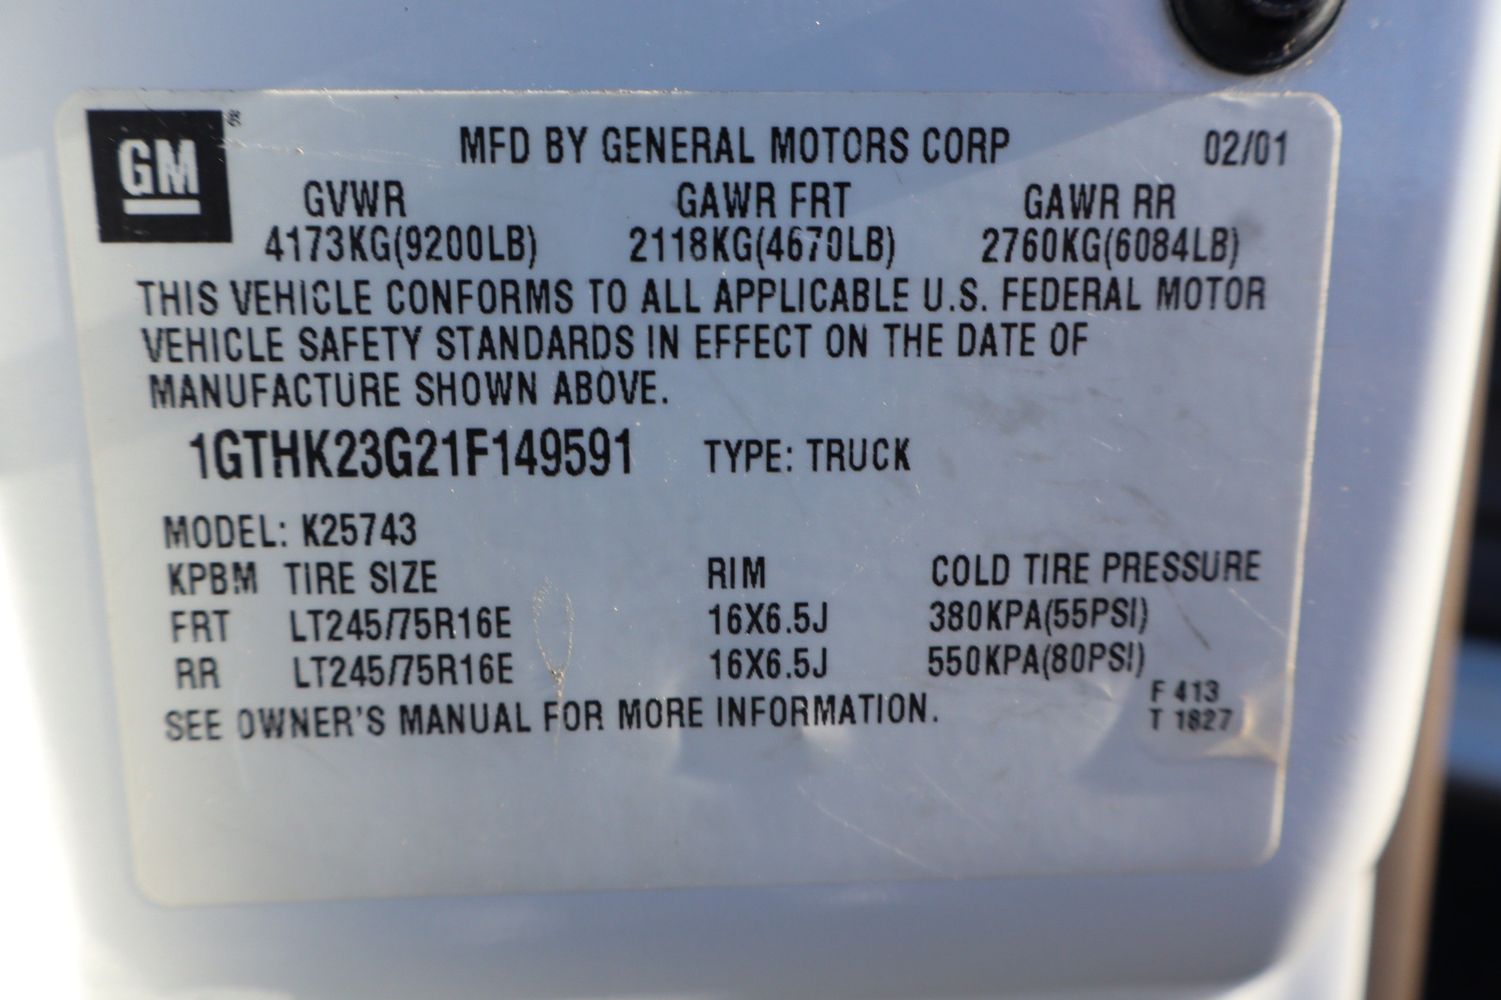 GM ®
MFD BY GENERAL MOTORS CORP 02/01
GVWR GAWR FRT GAWR RR
4173KG(9200LB) 2118KG(4670LB) 2760KG(6084LB)
THIS VEHICLE CONFORMS TO ALL APPLICABLE U.S. FEDERAL MOTOR
VEHICLE SAFETY STANDARDS IN EFFECT ON THE DATE OF
MANUFACTURE SHOWN ABOVE.
1GTHK23G21F149591 TYPE: TRUCK
MODEL: K25743
KPBM TIRE SIZE RIM COLD TIRE PRESSURE
FRT LT245/75R16E 16X6.5J 380KPA(55PSI)
RR LT245/75R16E 16X6.5J 550KPA(80PSI)
SEE OWNER'S MANUAL FOR MORE INFORMATION.
F 413
T 1827